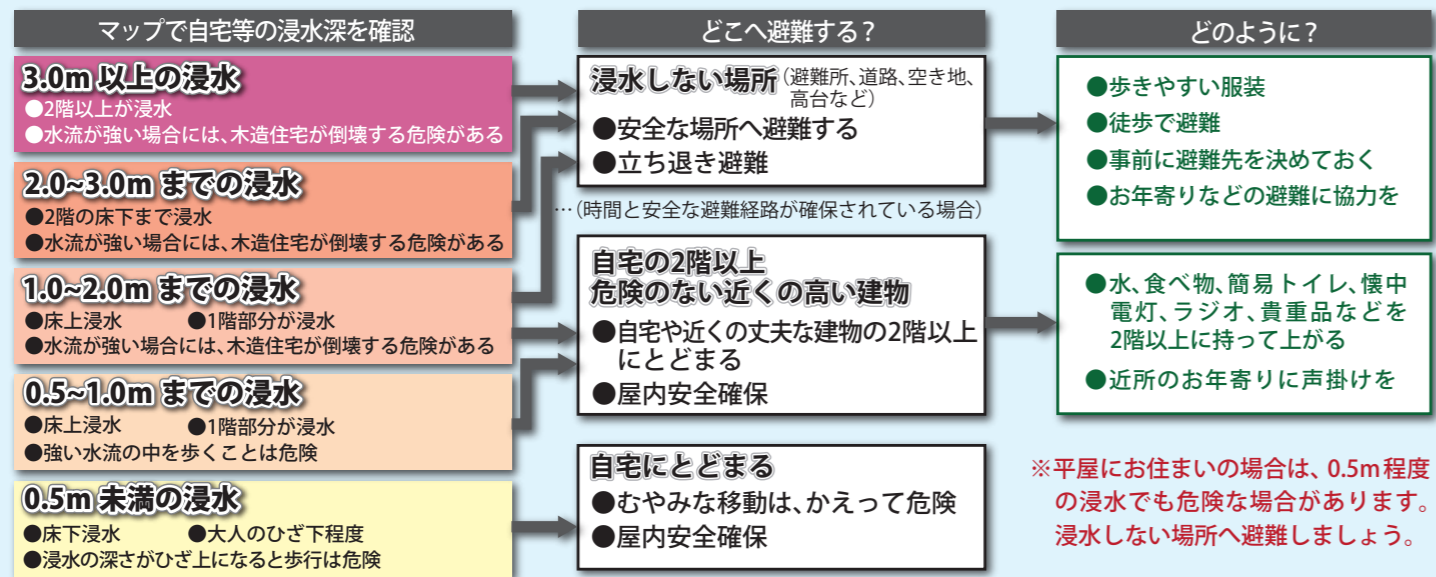 マップで自宅等の浸水深を確認
3.0m 以上の浸水
●2階以上が浸水
●水流が強い場合には、木造住宅が倒壊する危険がある
2.0~3.0m までの浸水
●2階の床下まで浸水
●水流が強い場合には、木造住宅が倒壊する危険がある
1.0~2.0m までの浸水
●床上浸水 ●1階部分が浸水
●水流が強い場合には、木造住宅が倒壊する危険がある
0.5~1.0m までの浸水
●床上浸水 ●1階部分が浸水
●強い水流の中を歩くことは危険
0.5m 未満の浸水
●床下浸水 ●大人のひざ下程度
●浸水の深さがひざ上になると歩行は危険
どこへ避難する？
浸水しない場所(避難所、道路、空き地、
高台など)
●安全な場所へ避難する
●立ち退き避難
…(時間と安全な避難経路が確保されている場合)
自宅の2階以上
危険のない近くの高い建物
●自宅や近くの丈夫な建物の2階以上
にとどまる
●屋内安全確保
自宅にとどまる
●むやみな移動は、かえって危険
●屋内安全確保
どのように？
●歩きやすい服装
●徒歩で避難
●事前に避難先を決めておく
●お年寄りなどの避難に協力を
●水、食べ物、簡易トイレ、懐中
電灯、ラジオ、貴重品などを
2階以上に持って上がる
●近所のお年寄りに声掛けを
※平屋にお住まいの場合は、0.5m程度
の浸水でも危険な場合があります。
浸水しない場所へ避難しましょう。